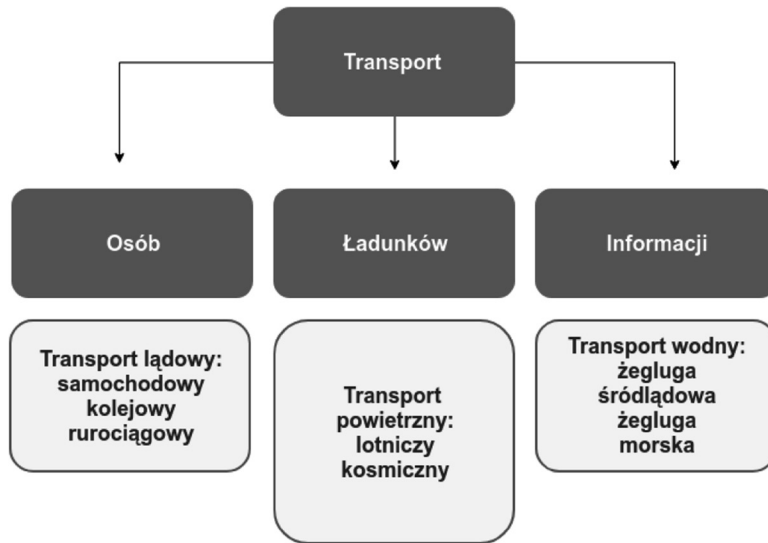 Transport
Osób
Ładunków
Informacji
Transport lądowy:
samochodowy
kolejowy
rurociągowy
Transport
powietrzny:
lotniczy
kosmiczny
Transport wodny:
żegluga
śródlądowa
żegluga
morska